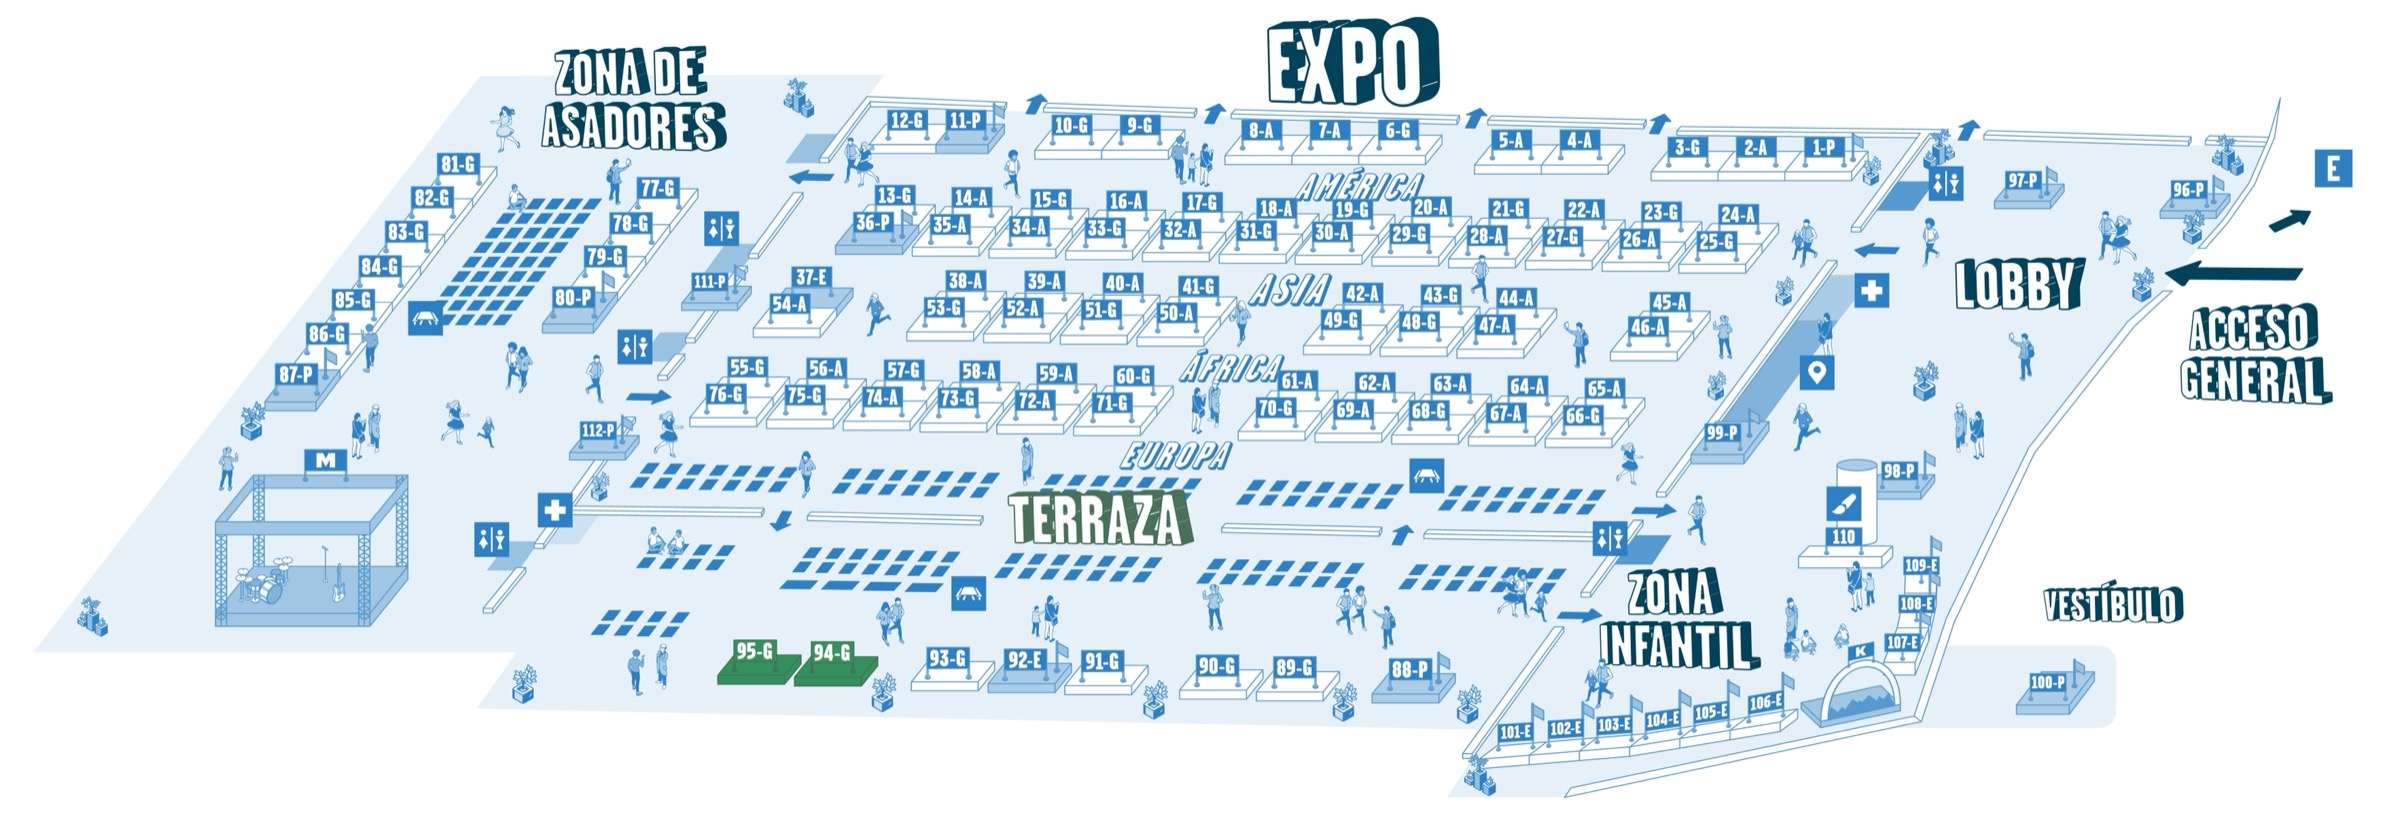 EXPO
ZONA DE
ASADORES
12-G 11-P 10-G 9-G 8-A 7-A 6-G 5-A 4-A 3-G 2-A 1-P
E
81-G
82-G
83-G
84-G
85-G
86-G
87-P
77-G
78-G
79-G
80-P
AMÉRICA
13-G 14-A 15-G 16-A 17-G 18-A 19-G 20-A 21-G 22-A 23-G 24-A
36-P 35-A 34-A 33-G 32-A 31-G 30-A 29-G 28-A 27-G 26-A 25-G
97-P 96-P
LOBBY
ACCESO
GENERAL
111-P
ASIA
37-E 38-A 39-A 40-A 41-G 42-A 43-G 44-A 45-A
54-A 53-G 52-A 51-G 50-A 49-G 48-G 47-A 46-A
ÁFRICA
55-G 56-A 57-G 58-A 59-A 60-G 61-A 62-A 63-A 64-A 65-A
76-G 75-G 74-A 73-G 72-A 71-G 70-G 69-A 68-G 67-A 66-G
99-P
112-P
EUROPA
M
98-P
TERRAZA
110
ZONA
INFANTIL
109-E
108-E
107-E
VESTÍBULO
95-G 94-G 93-G 92-E 91-G 90-G 89-G 88-P
K
100-P
101-E 102-E 103-E 104-E 105-E 106-E